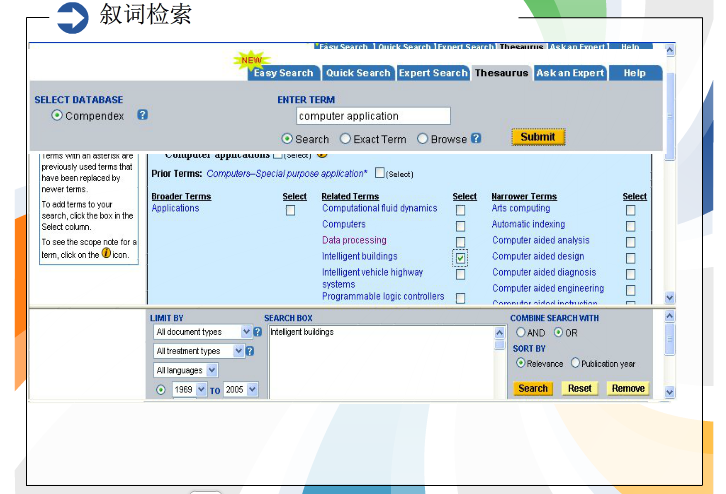 叙词检索
Easy Search Quick Search Expert Search Thesaurus Ask an Expert Help
NEW
Easy Search Quick Search Expert Search Thesaurus Ask an Expert Help
SELECT DATABASE
Compendex
ENTER TERM
computer application
Search Exact Term Browse Submit
Terms with an asterisk are
previously used terms that
have been replaced by
newer terms.
To add terms to your
search, click the box in the
Select column.
To see the scope note for a
term, click on the icon.
Computer applications (Select)
Prior Terms: Computers--Special purpose application* (Select)
Broader Terms Select
Applications
Related Terms Select
Computational fluid dynamics
Computers
Data processing
Intelligent buildings
Intelligent vehicle highway
systems
Programmable logic controllers
Narrower Terms Select
Arts computing
Automatic indexing
Computer aided analysis
Computer aided design
Computer aided diagnosis
Computer aided engineering
Computer aided instruction
LIMIT BY
All document types
All treatment types
All languages
1969 TO 2005
SEARCH BOX
Intelligent buildings
COMBINE SEARCH WITH
AND OR
SORT BY
Relevance Publication year
Search Reset Remove